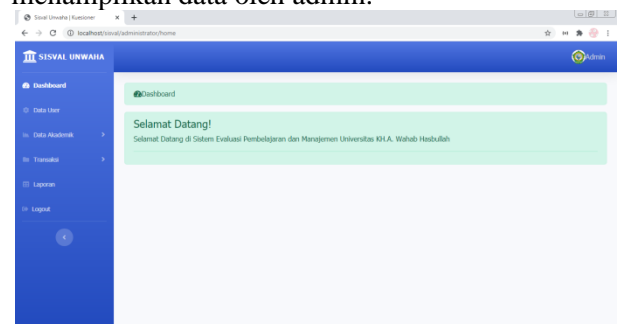 menampilkan data oleh admin.
Sisval Unwaha | Kuesioner
localhost/sisval/administrator/home
SISVAL UNWAHA
Admin
Dashboard
Data User
Data Akademik
Transaksi
Laporan
Logout
Dashboard
Selamat Datang!
Selamat Datang di Sistem Evaluasi Pembelajaran dan Manajemen Universitas KH.A. Wahab Hasbullah